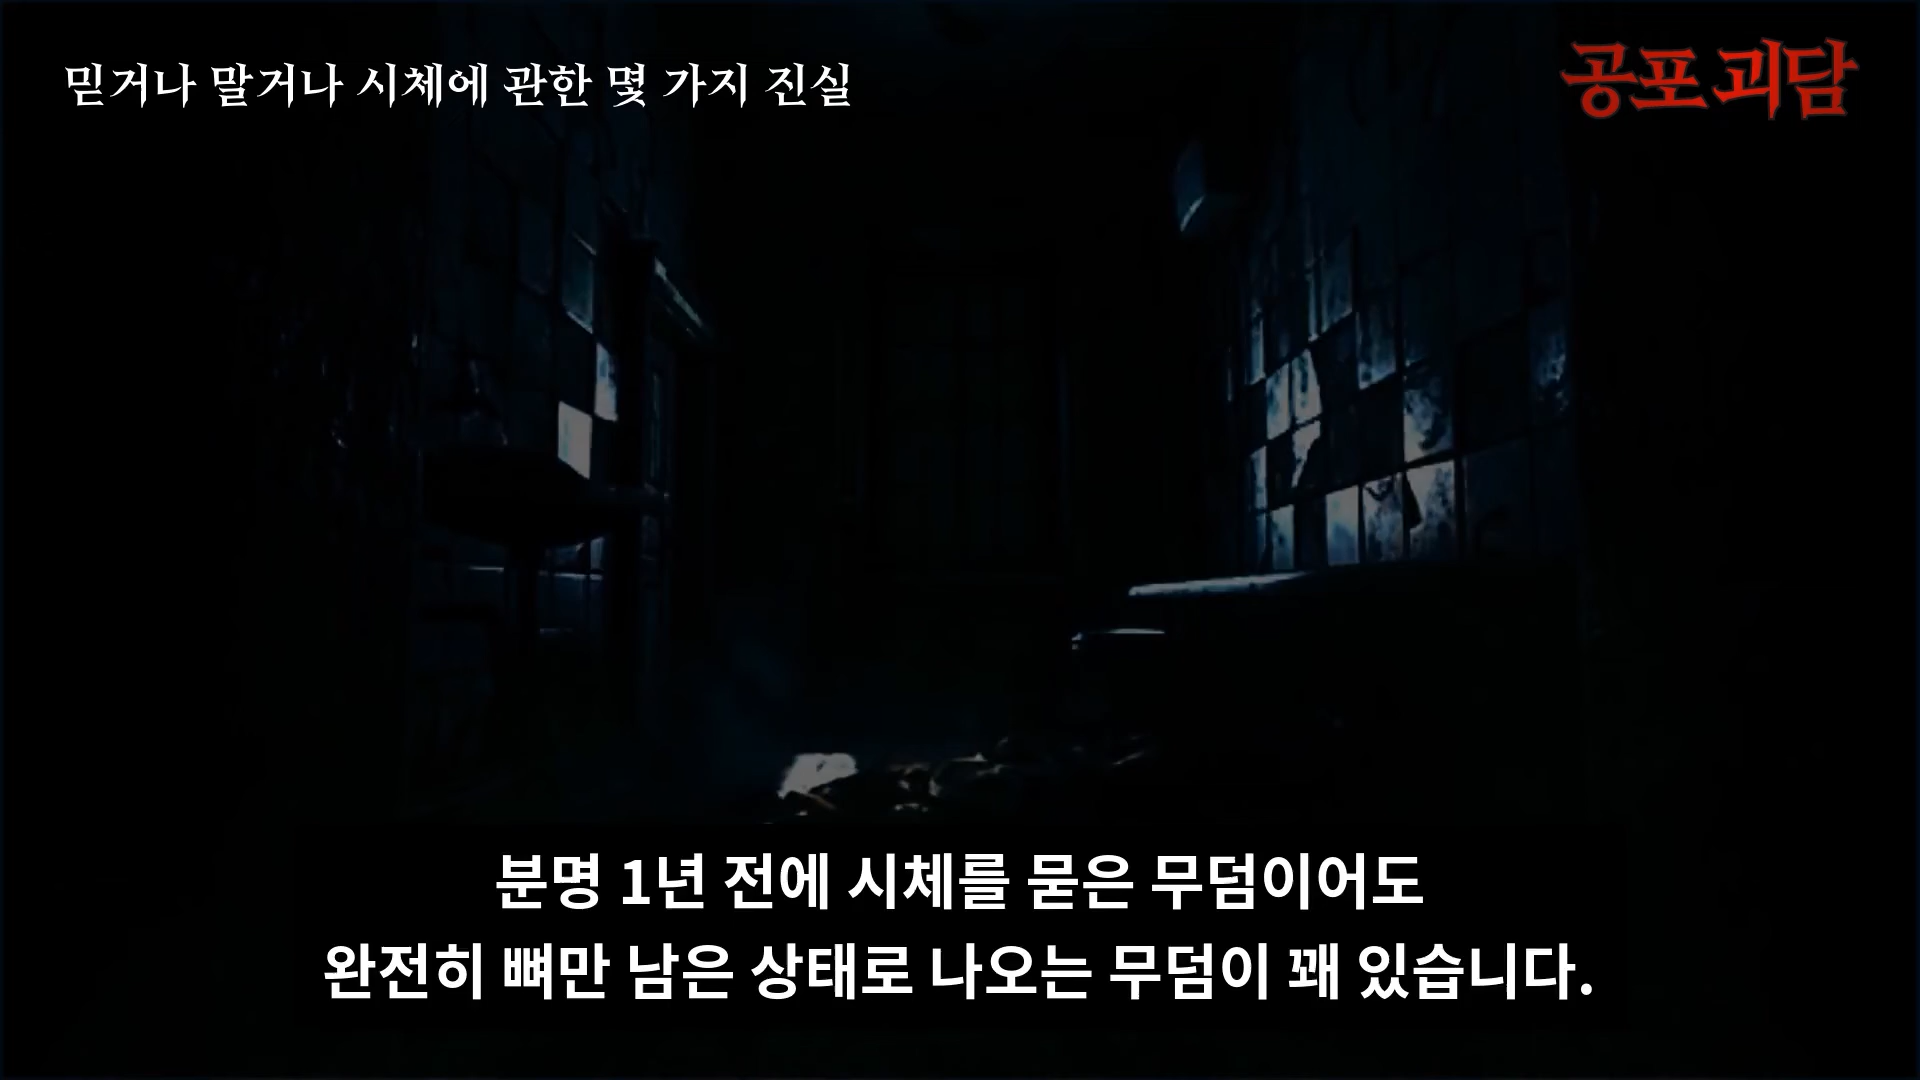 믿거나 말거나 시체에 관한 몇 가지 진실
공포괴담
분명 1년 전에 시체를 묻은 무덤이어도
완전히 뼈만 남은 상태로 나오는 무덤이 꽤 있습니다.